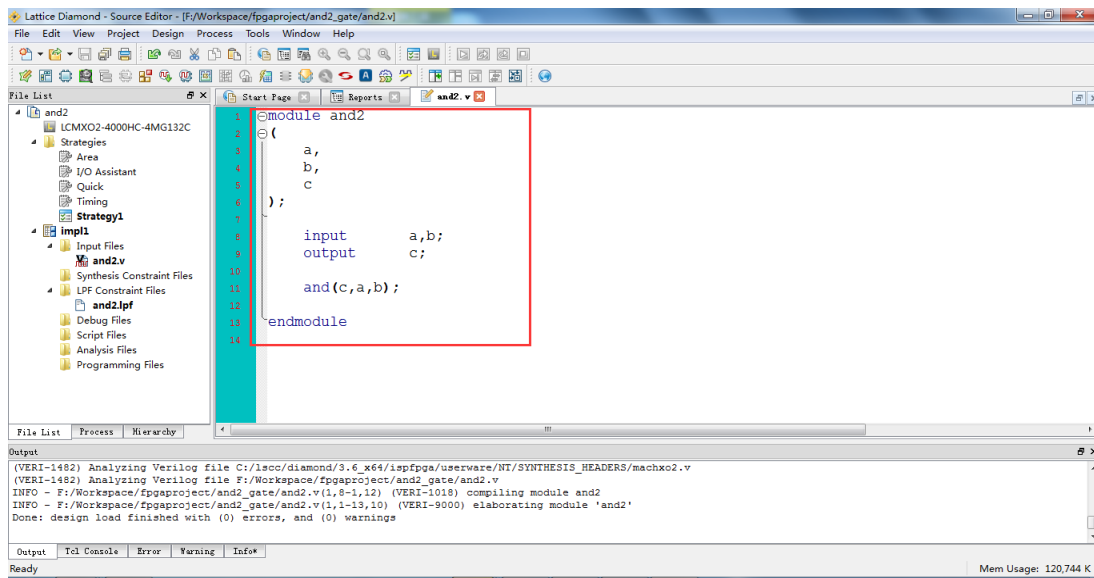 Lattice Diamond - Source Editor - [F:/Workspace/fpgaproject/and2_gate/and2.v]
File Edit View Project Design Process Tools Window Help
File List
Start Page Reports and2.v
and2
LCMXO2-4000HC-4MG132C
Strategies
Area
I/O Assistant
Quick
Timing
Strategy1
impl1
Input Files
and2.v
Synthesis Constraint Files
LPF Constraint Files
and2.lpf
Debug Files
Script Files
Analysis Files
Programming Files
File List Process Hierarchy
1 module and2
2 (
3 a,
4 b,
5 c
6 );
7
8 input a,b;
9 output c;
10
11 and(c,a,b);
12
13 endmodule
14
Output
(VERI-1482) Analyzing Verilog file C:/lscc/diamond/3.6_x64/ispfpga/userware/NT/SYNTHESIS_HEADERS/machxo2.v
(VERI-1482) Analyzing Verilog file F:/Workspace/fpgaproject/and2_gate/and2.v
INFO - F:/Workspace/fpgaproject/and2_gate/and2.v(1,8-1,12) (VERI-1018) compiling module and2
INFO - F:/Workspace/fpgaproject/and2_gate/and2.v(1,1-13,10) (VERI-9000) elaborating module 'and2'
Done: design load finished with (0) errors, and (0) warnings
Output Tcl Console Error Warning Info*
Ready Mem Usage: 120,744 K